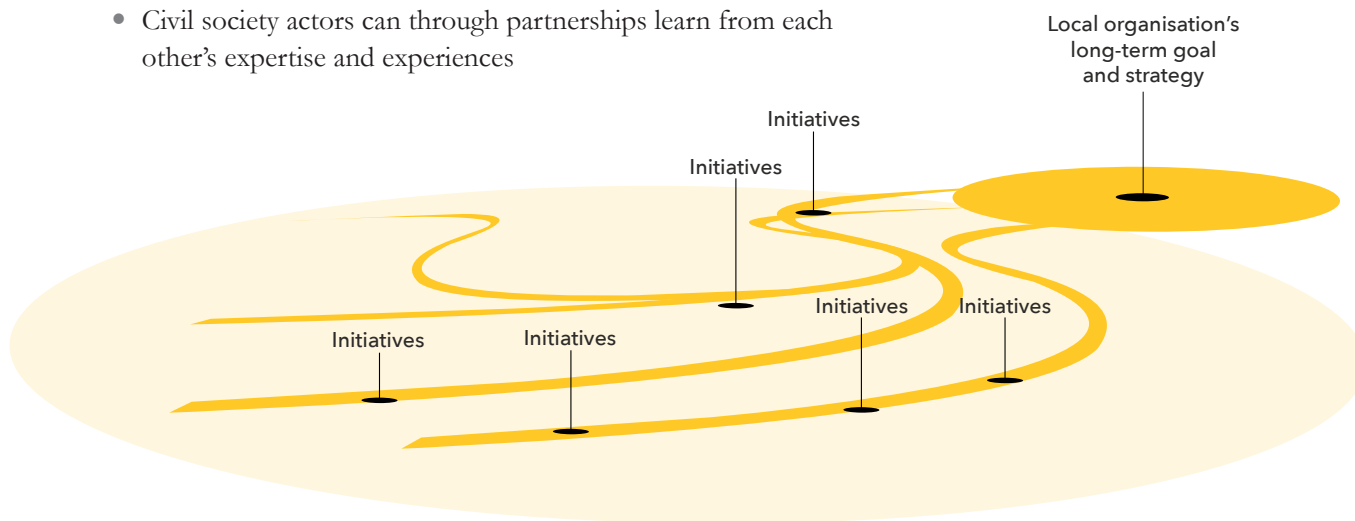 • Civil society actors can through partnerships learn from each
other’s expertise and experiences
Local organisation’s
long-term goal
and strategy
Initiatives
Initiatives
Initiatives
Initiatives
Initiatives
Initiatives